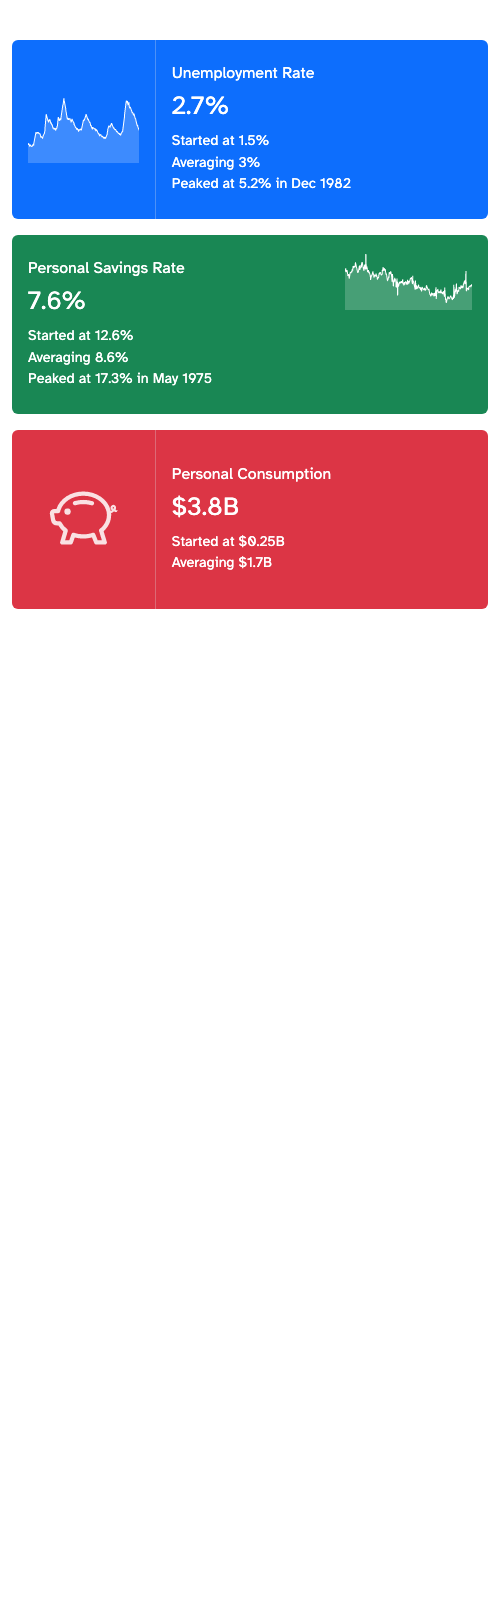 Unemployment Rate
2.7%
Started at 1.5%
Averaging 3%
Peaked at 5.2% in Dec 1982
Personal Savings Rate
7.6%
Started at 12.6%
Averaging 8.6%
Peaked at 17.3% in May 1975
Personal Consumption
$3.8B
Started at $0.25B
Averaging $1.7B